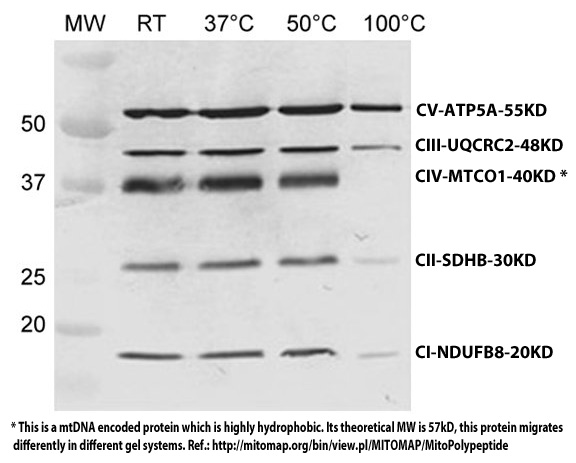 MW RT 37°C 50°C 100°C
CV-ATP5A-55KD
50
CIII-UQCRC2-48KD
37
CIV-MTCO1-40KD *
CII-SDHB-30KD
25
20
CI-NDUFB8-20KD
* This is a mtDNA encoded protein which is highly hydrophobic. Its theoretical MW is 57kD, this protein migrates
differently in different gel systems. Ref.: http://mitomap.org/bin/view.pl/MITOMAP/MitoPolypeptide